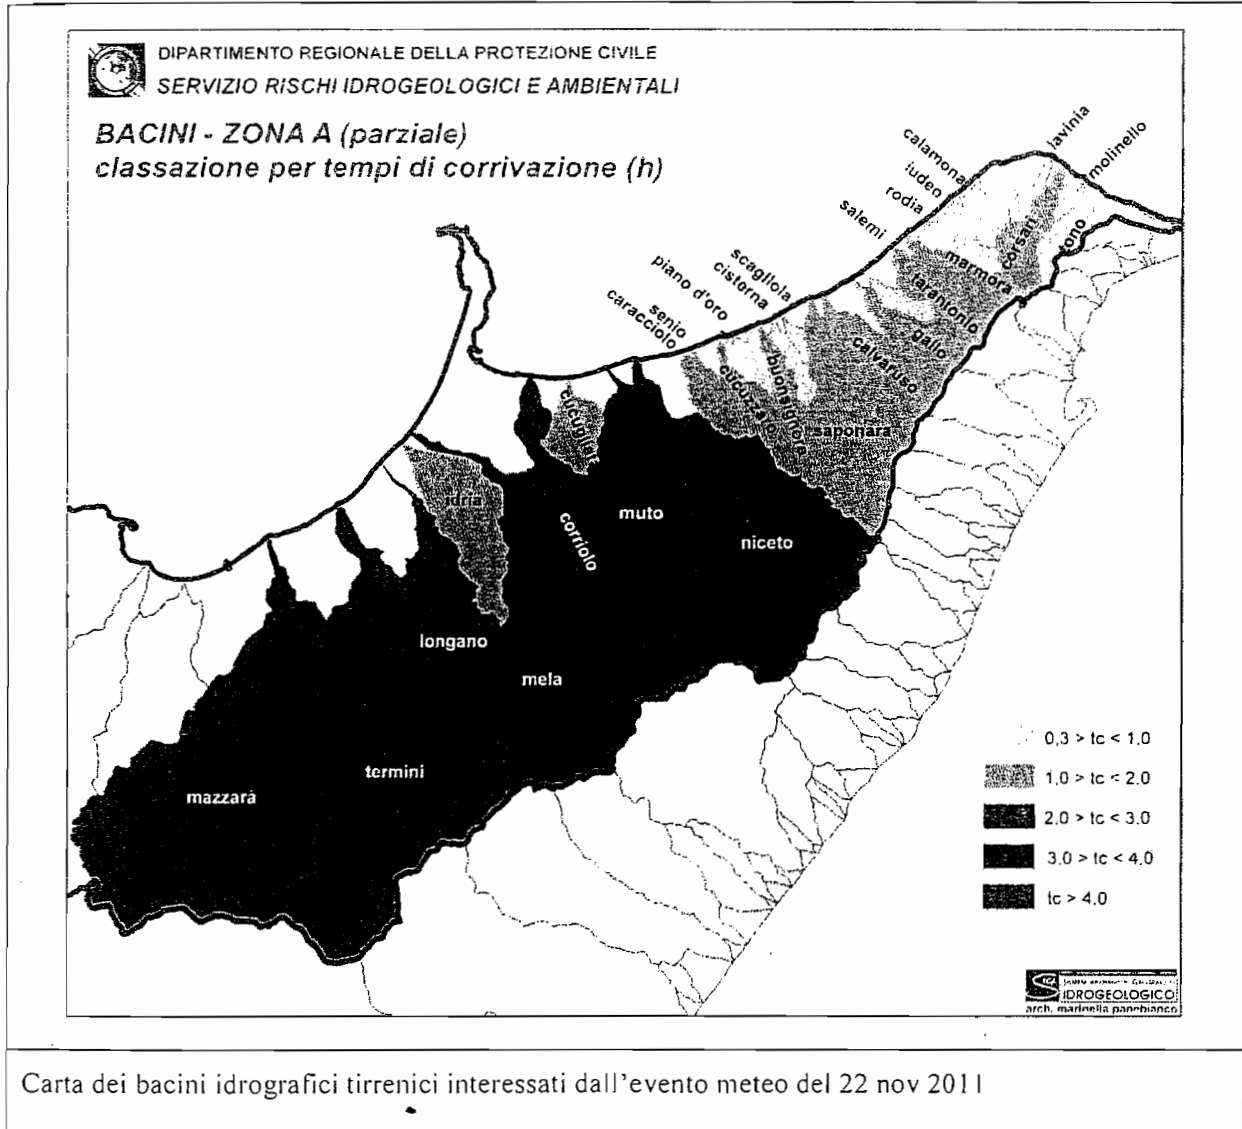 DIPARTIMENTO REGIONALE DELLA PROTEZIONE CIVILE
SERVIZIO RISCHI IDROGEOLOGICI E AMBIENTALI
BACINI - ZONA A (parziale)
classazione per tempi di corrivazione (h)
lavinia
molinello
calamona
iudeo
rodia
salemi
corsari
tono
marmora
tarantonio
gallo
calvaruso
scagliola
cisterna
piano d'oro
senio
caracciolo
buonsignore
cucuzzaro
saponara
idria
corriolo
muto
niceto
longano
mela
termini
mazzarà
0,3 > tc < 1,0
1,0 > tc < 2.0
2.0 > tc < 3.0
3.0 > tc < 4.0
tc > 4.0
IDROGEOLOGICO
arch. marinella panebianco
Carta dei bacini idrografici tirrenici interessati dall'evento meteo del 22 nov 2011